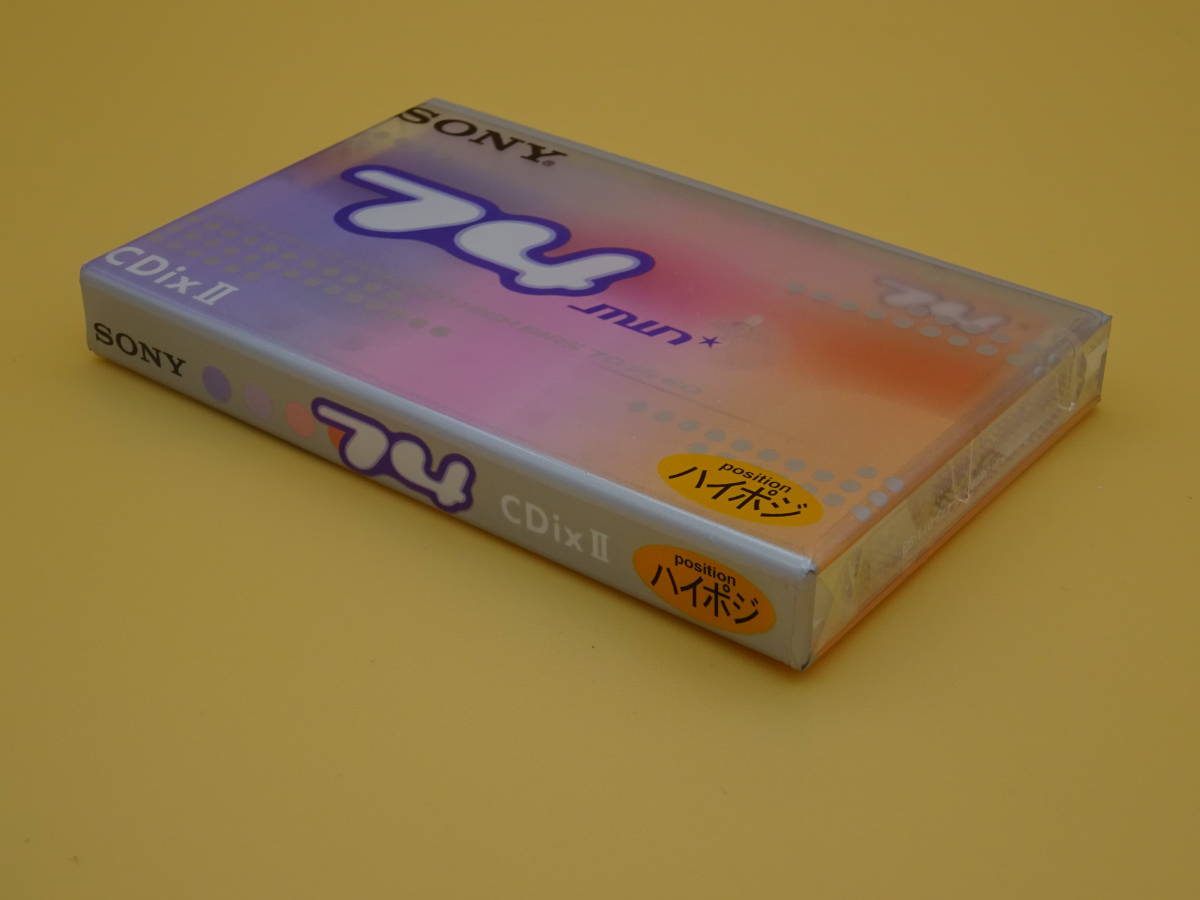 SONY
74
min
CDix II
position
ハイポジ
SONY
74
CDix II
position
ハイポジ
74